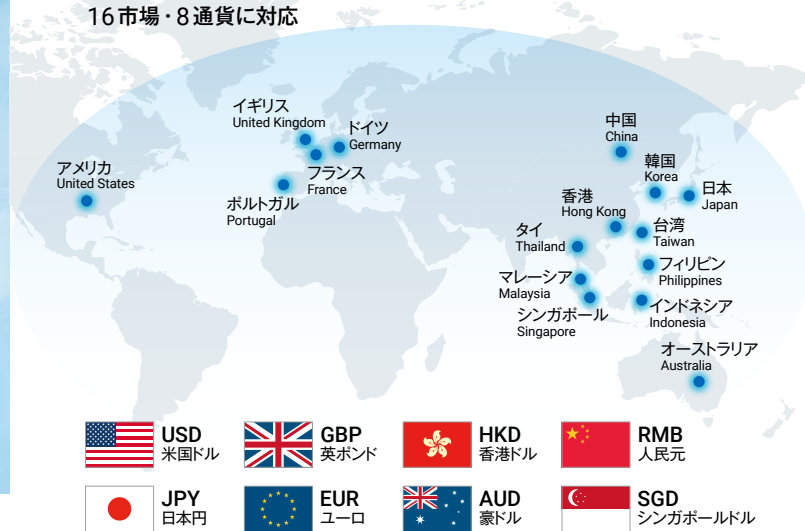 16市場・8通貨に対応
イギリス
United Kingdom
ドイツ
Germany
フランス
France
アメリカ
United States
ポルトガル
Portugal
中国
China
韓国
Korea
日本
Japan
香港
Hong Kong
台湾
Taiwan
タイ
Thailand
フィリピン
Philippines
マレーシア
Malaysia
シンガポール
Singapore
インドネシア
Indonesia
オーストラリア
Australia
USD
米国ドル
GBP
英ポンド
HKD
香港ドル
RMB
人民元
JPY
日本円
EUR
ユーロ
AUD
豪ドル
SGD
シンガポールドル